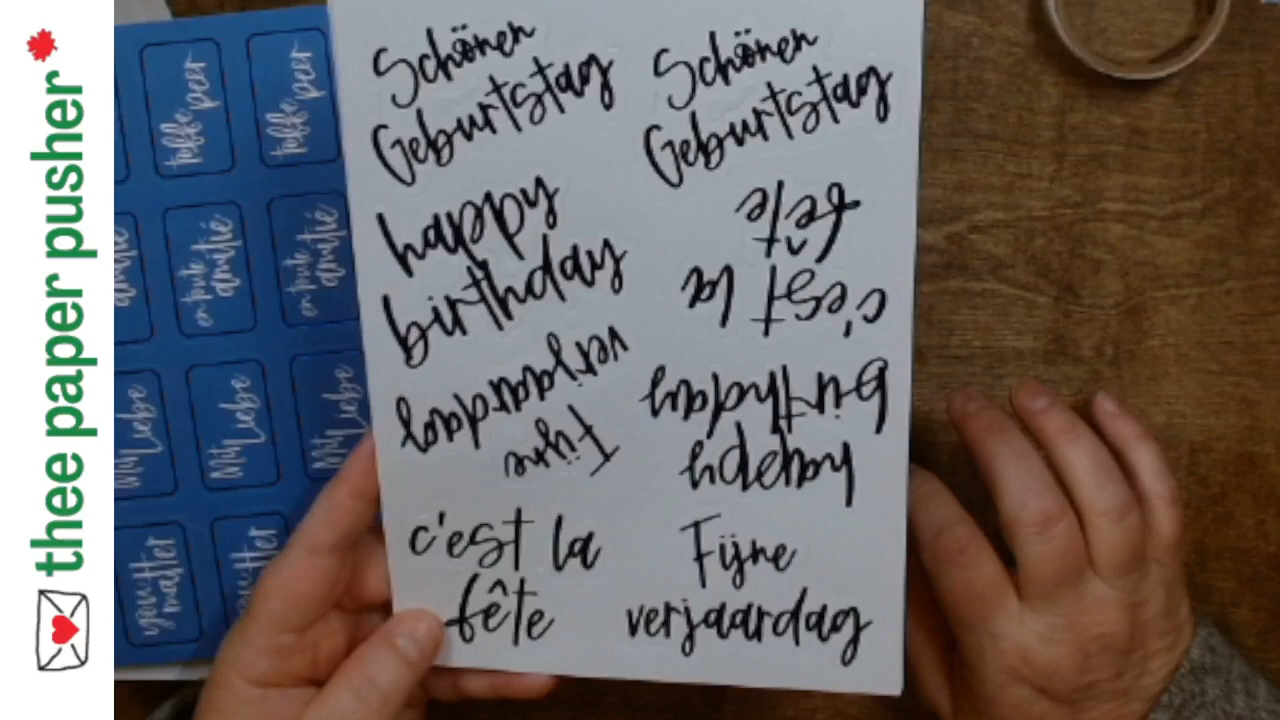 thee paper pusher
toffe peer
toffe peer
amitié
en toute amitié
en toute amitié
Mit Liebe
Mit Liebe
Mit Liebe
you matter
you matter
Schönen
Geburtstag
happy
birthday
Fijne
verjaardag
c'est la
fête
Schönen
Geburtstag
c'est la
fête
happy
birthday
Fijne
verjaardag